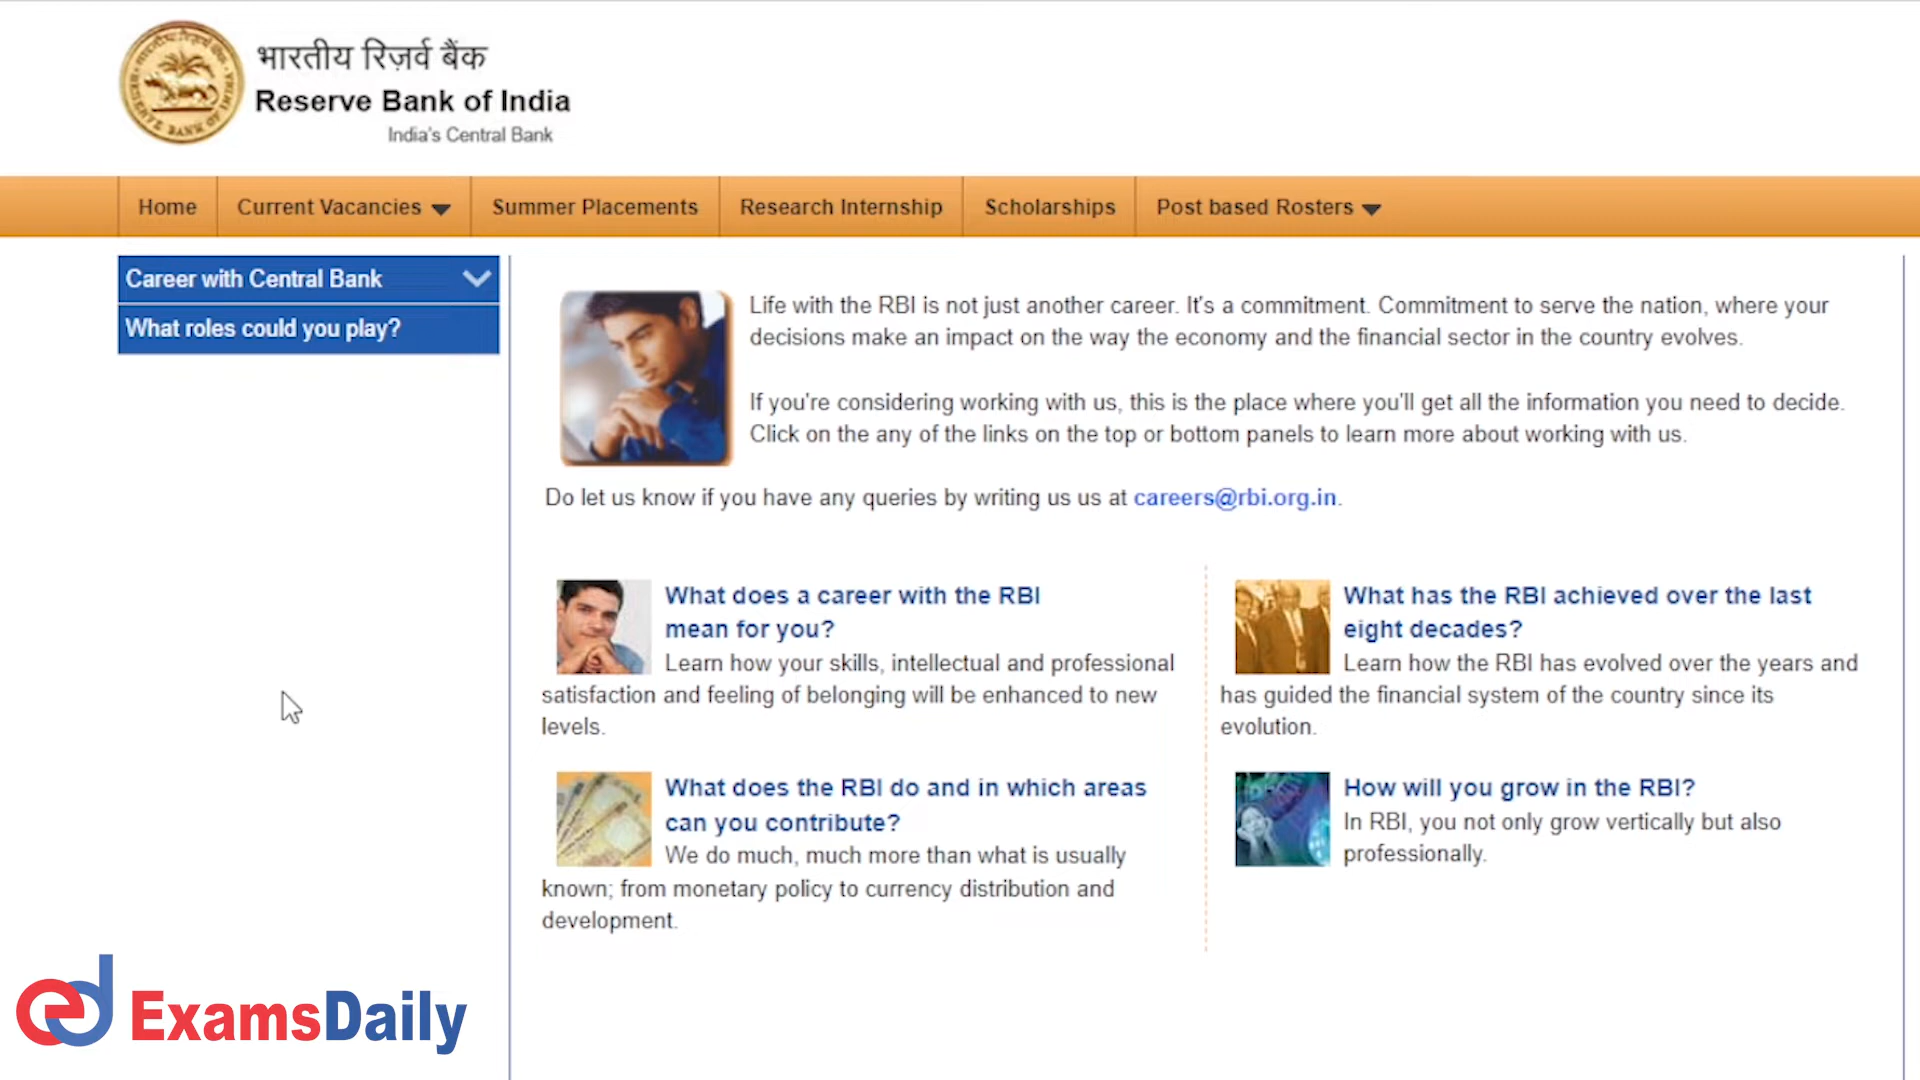 भारतीय रिज़र्व बैंक
Reserve Bank of India
India's Central Bank
Home
Current Vacancies
Summer Placements
Research Internship
Scholarships
Post based Rosters
Career with Central Bank
What roles could you play?
Life with the RBI is not just another career. It's a commitment. Commitment to serve the nation, where your
decisions make an impact on the way the economy and the financial sector in the country evolves.
If you're considering working with us, this is the place where you'll get all the information you need to decide.
Click on the any of the links on the top or bottom panels to learn more about working with us.
Do let us know if you have any queries by writing us us at careers@rbi.org.in.
What does a career with the RBI
mean for you?
Learn how your skills, intellectual and professional
satisfaction and feeling of belonging will be enhanced to new
levels.
What has the RBI achieved over the last
eight decades?
Learn how the RBI has evolved over the years and
has guided the financial system of the country since its
evolution.
What does the RBI do and in which areas
can you contribute?
We do much, much more than what is usually
known; from monetary policy to currency distribution and
development.
How will you grow in the RBI?
In RBI, you not only grow vertically but also
professionally.
ed ExamsDaily